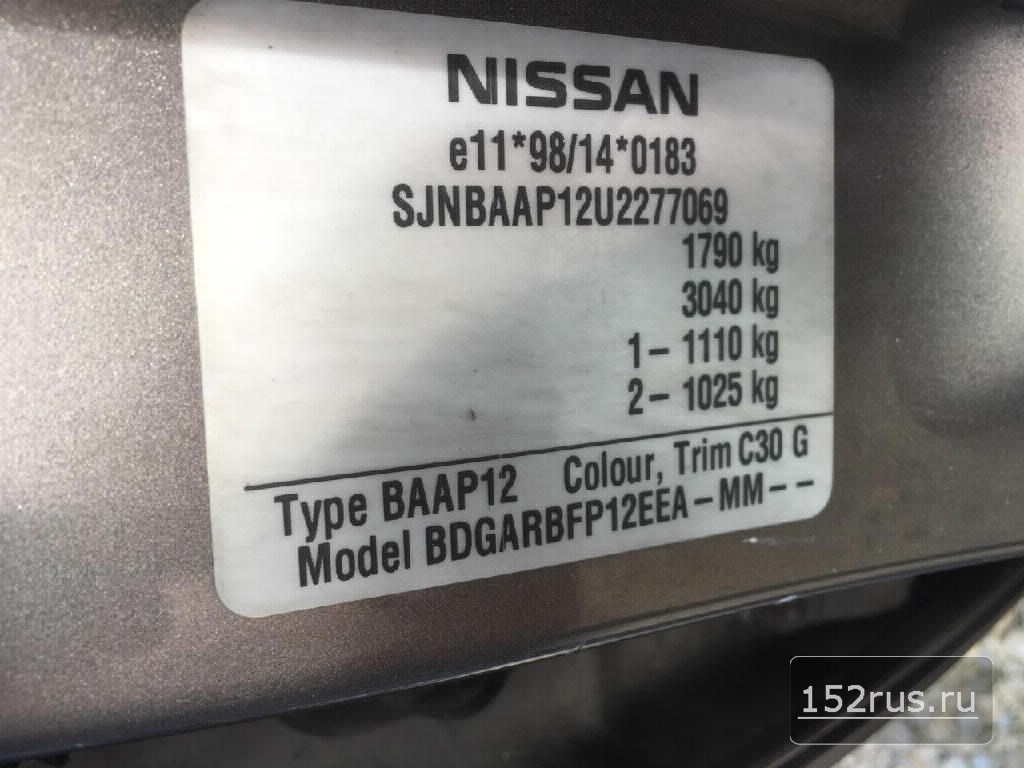 NISSAN
e11*98/14*0183
SJNBAAP12U2277069
1790 kg
3040 kg
1- 1110 kg
2- 1025 kg
Type BAAP12 Colour, Trim C30 G
Model BDGARBFP12EEA-MM--
152rus.ru